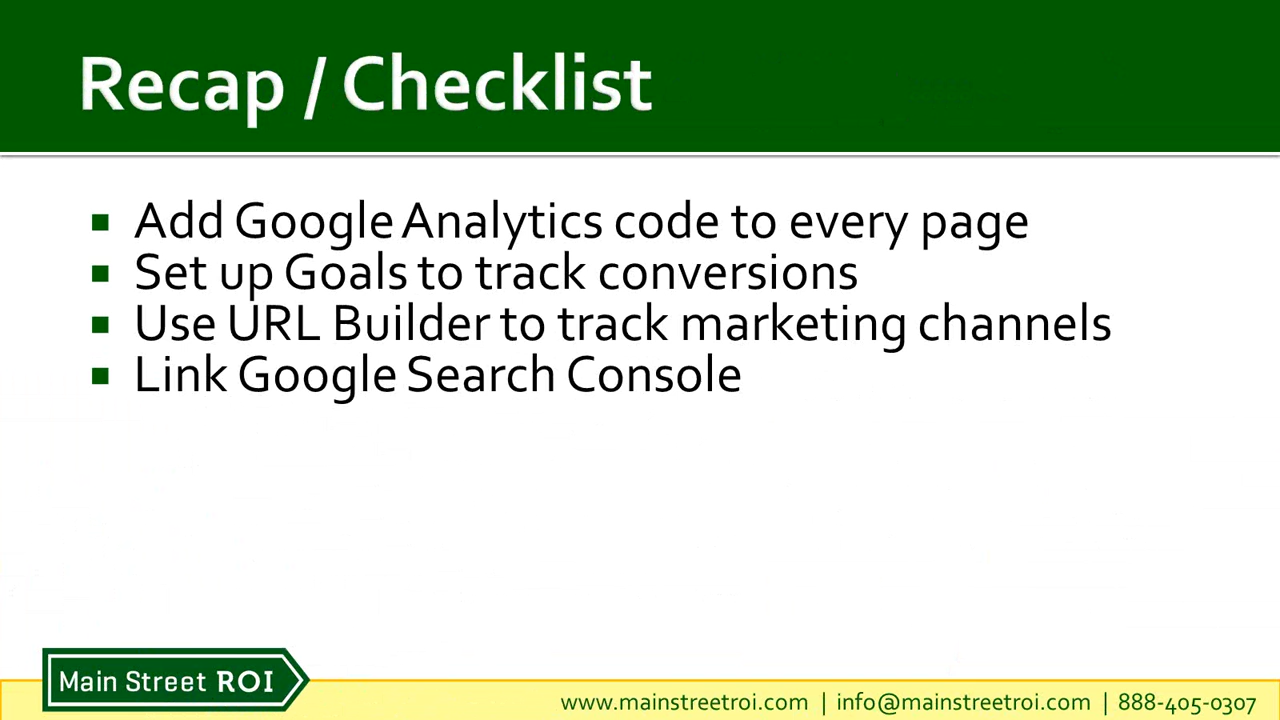 Recap / Checklist
Add Google Analytics code to every page
Set up Goals to track conversions
Use URL Builder to track marketing channels
Link Google Search Console
Main Street ROI
www.mainstreetroi.com | info@mainstreetroi.com | 888-405-0307